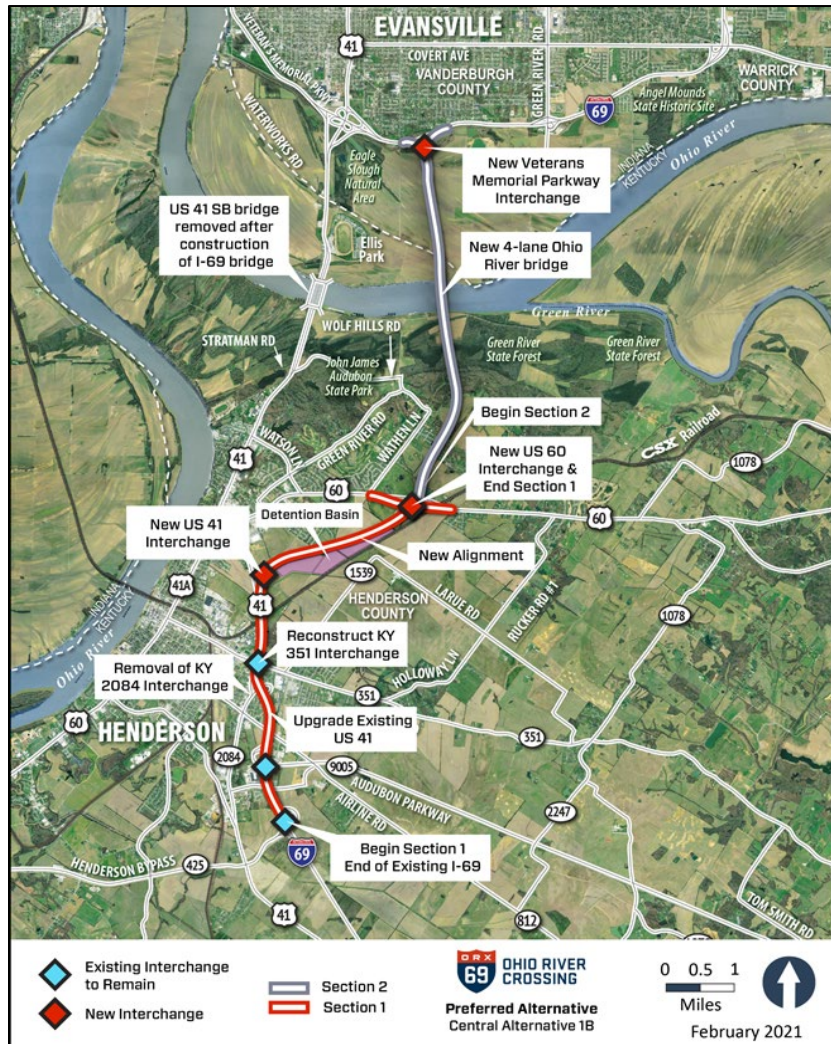 EVANSVILLE
41
COVERT AVE
VETERAN'S MEMORIAL PKWY
VANDERBURGH
COUNTY
GREEN RIVER RD
WARRICK
COUNTY
Angel Mounds
State Historic Site
69
WATERWORKS RD
Eagle
Slough
Natural
Area
New Veterans
Memorial Parkway
Interchange
INDIANA
KENTUCKY
Ohio River
US 41 SB bridge
removed after
construction
of I-69 bridge
Ellis
Park
New 4-lane Ohio
River bridge
Green River
STRATMAN RD
WOLF HILLS RD
John James
Audubon
State Park
Green River
State Forest
Green River
State Forest
Begin Section 2
41
WATSON LN
GREEN RIVER RD
WATHEN LN
CSX Railroad
1078
New US 60
Interchange &
End Section 1
60
60
Detention Basin
New US 41
Interchange
New Alignment
41A
1539
41
HENDERSON
COUNTY
LARUE RD
RUCKER RD #1
1078
INDIANA
KENTUCKY
Ohio River
Reconstruct KY
351 Interchange
Removal of KY
2084 Interchange
HOLLOWAY LN
351
351
60
HENDERSON
Upgrade Existing
US 41
2084
9005
AUDUBON PARKWAY
AIRLINE RD
2247
Begin Section 1
End of Existing I-69
69
HENDERSON BYPASS
425
41
812
TOM SMITH RD
Existing Interchange
to Remain
New Interchange
Section 2
Section 1
ORX
69
OHIO RIVER
CROSSING
Preferred Alternative
Central Alternative 1B
0 0.5 1
Miles
February 2021